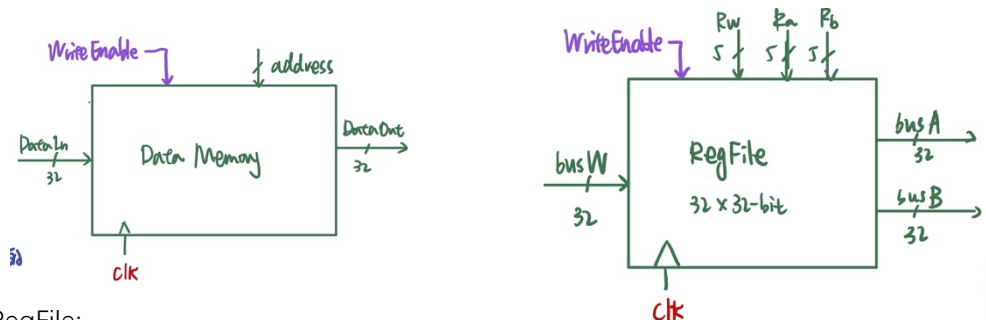 WriteEnable
address
DataIn
32
Data Memory
DataOut
32
clk
WriteEnable
Rw
Ra
Rb
5
5
5
busW
32
RegFile
32 x 32-bit
busA
32
busB
32
clk
RegFile: